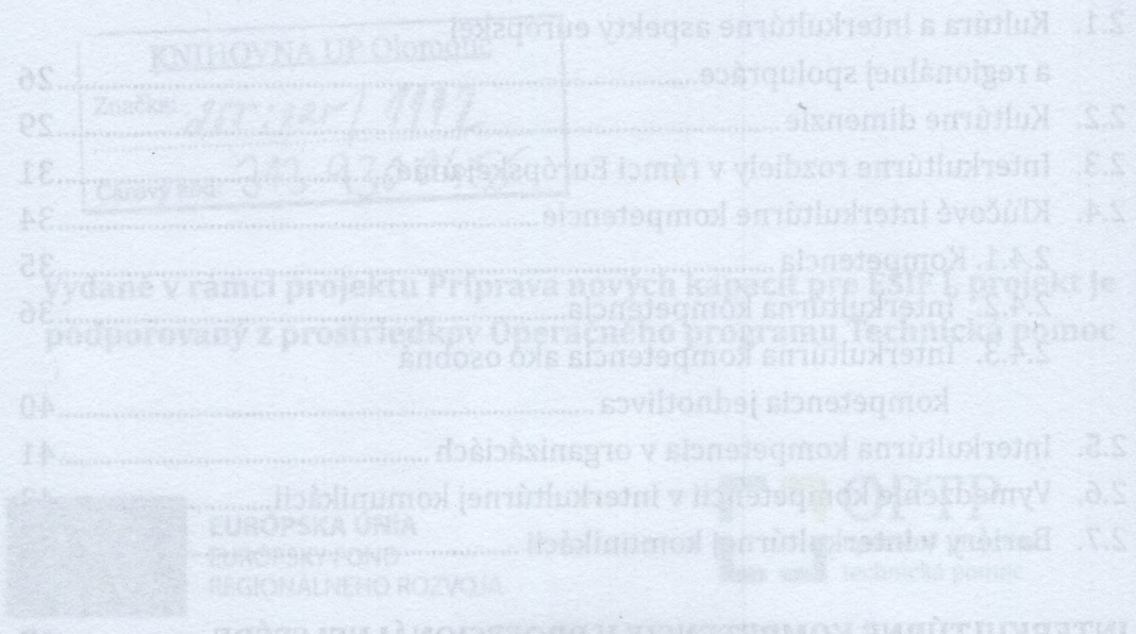 2.1. Kultúra a interkultúrne aspekty európskej
a regionálnej spolupráce 26
2.2. Kultúrne dimenzie 29
2.3. Interkultúrne rozdiely v rámci Európskej únie 31
2.4. Kľúčové interkultúrne kompetencie 34
2.4.1. Kompetencia 35
2.4.2. Interkultúrna kompetencia 36
2.4.3. Interkultúrna kompetencia ako osobná
kompetencia jednotlivca 40
2.5. Interkultúrna kompetencia v organizáciách 41
2.6. Vymedzenie kompetencií v interkultúrnej komunikácii
2.7. Bariéry v interkultúrnej komunikácii
INTERKULTÚRNE KOMPETENCIE V
KNIHOVNA UP Olomouc
Značka:
Čárový kód:
Vydané v rámci projektu Príprava nových kapacít pre ESIF I, projekt je
podporovaný z prostriedkov Operačného programu Technická pomoc
EURÓPSKA ÚNIA
EURÓPSKY FOND
REGIONÁLNEHO ROZVOJA
OPTP
technická pomoc